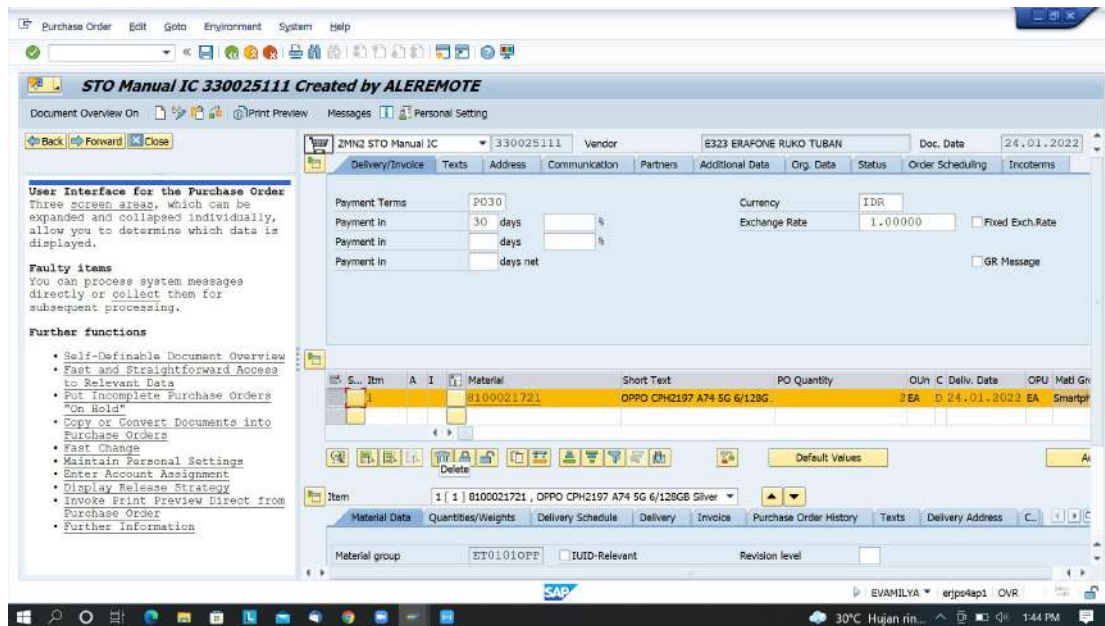 Purchase Order Edit Goto Environment System Help
STO Manual IC 330025111 Created by ALEREMOTE
Document Overview On Print Preview Messages Personal Setting
Back Forward Close
ZMN2 STO Manual IC 330025111 Vendor E323 ERAFONE RUKO TUBAN Doc. Date 24.01.2022
Delivery/Invoice Texts Address Communication Partners Additional Data Org. Data Status Order Scheduling Incoterms
User Interface for the Purchase Order
Three screen areas, which can be
expanded and collapsed individually,
allow you to determine which data is
displayed.
Faulty items
You can process system messages
directly or collect them for
subsequent processing.
Further functions
• Self-Definable Document Overview
• Fast and Straightforward Access
to Relevant Data
• Put Incomplete Purchase Orders
"On Hold"
• Copy or Convert Documents into
Purchase Orders
• Fast Change
• Maintain Personal Settings
• Enter Account Assignment
• Display Release Strategy
• Invoke Print Preview Direct from
Purchase Order
• Further Information
Payment Terms PO30 Currency IDR
Payment in 30 days % Exchange Rate 1.00000 Fixed Exch.Rate
Payment in days %
Payment in days net GR Message
S... Itm A I Material Short Text PO Quantity OUn C Deliv. Date OPU Matl Gr
1 8100021721 OPPO CPH2197 A74 5G 6/128G. 2 EA D 24.01.2022 EA Smartph
Delete
Default Values
Item 1 [ 1 ] 8100021721 , OPPO CPH2197 A74 5G 6/128GB Silver
Material Data Quantities/Weights Delivery Schedule Delivery Invoice Purchase Order History Texts Delivery Address C...
Material group ET01010PP IUID-Relevant Revision level
SAP
EVAMILYA erjps4ap1 OVR
30°C Hujan rin... 1:44 PM